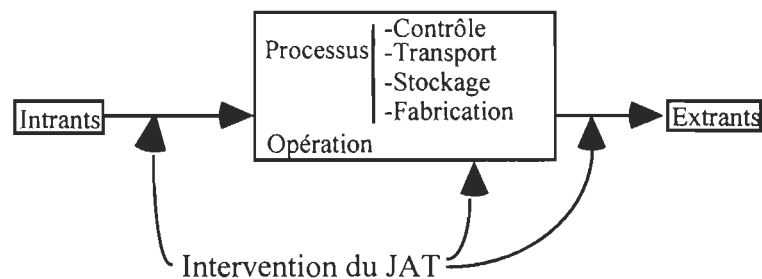 -Contrôle
Processus -Transport
-Stockage
-Fabrication
Intrants
Extrants
Opération
Intervention du JAT